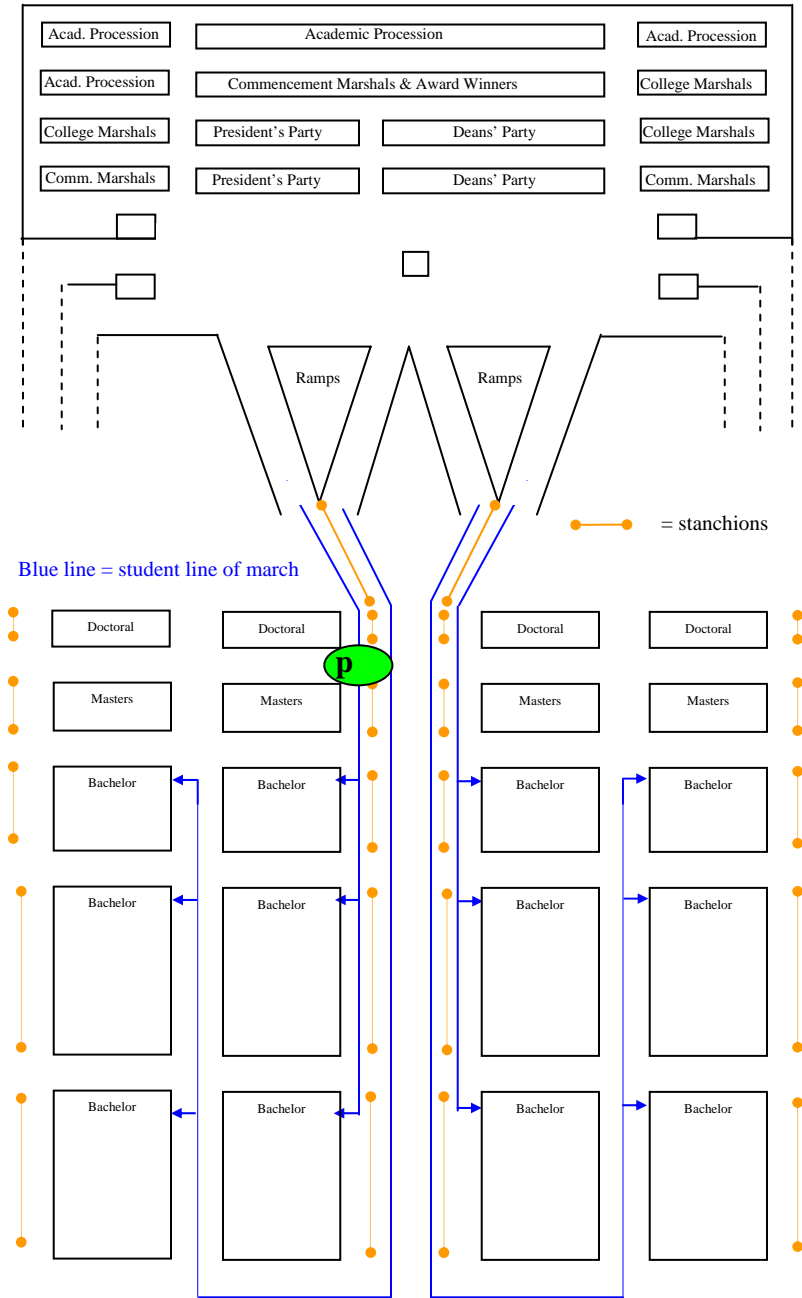 Acad. Procession
Academic Procession
Acad. Procession
Acad. Procession
Commencement Marshals & Award Winners
College Marshals
College Marshals
President’s Party
Deans’ Party
College Marshals
Comm. Marshals
President’s Party
Deans’ Party
Comm. Marshals
Ramps
Ramps
= stanchions
Blue line = student line of march
Doctoral
Doctoral
Doctoral
Doctoral
p
Masters
Masters
Masters
Masters
Bachelor
Bachelor
Bachelor
Bachelor
Bachelor
Bachelor
Bachelor
Bachelor
Bachelor
Bachelor
Bachelor
Bachelor